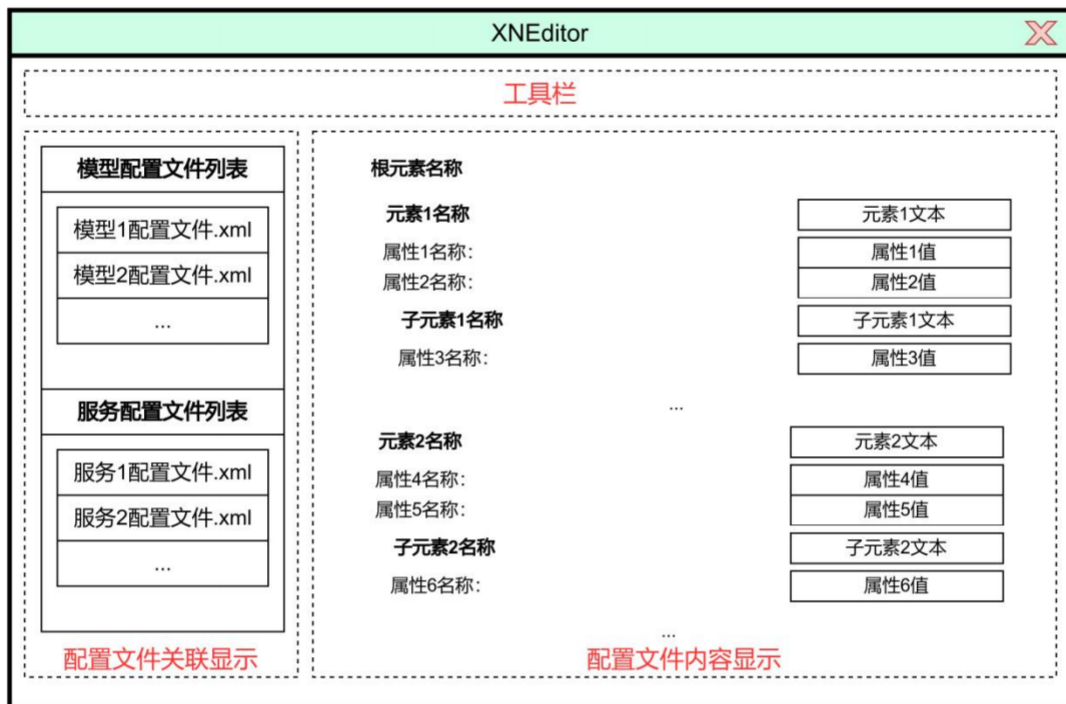 XNEditor
工具栏
模型配置文件列表
模型1配置文件.xml
模型2配置文件.xml
...
服务配置文件列表
服务1配置文件.xml
服务2配置文件.xml
...
配置文件关联显示
根元素名称
元素1名称 元素1文本
属性1名称: 属性1值
属性2名称: 属性2值
子元素1名称 子元素1文本
属性3名称: 属性3值
...
元素2名称 元素2文本
属性4名称: 属性4值
属性5名称: 属性5值
子元素2名称 子元素2文本
属性6名称: 属性6值
...
配置文件内容显示